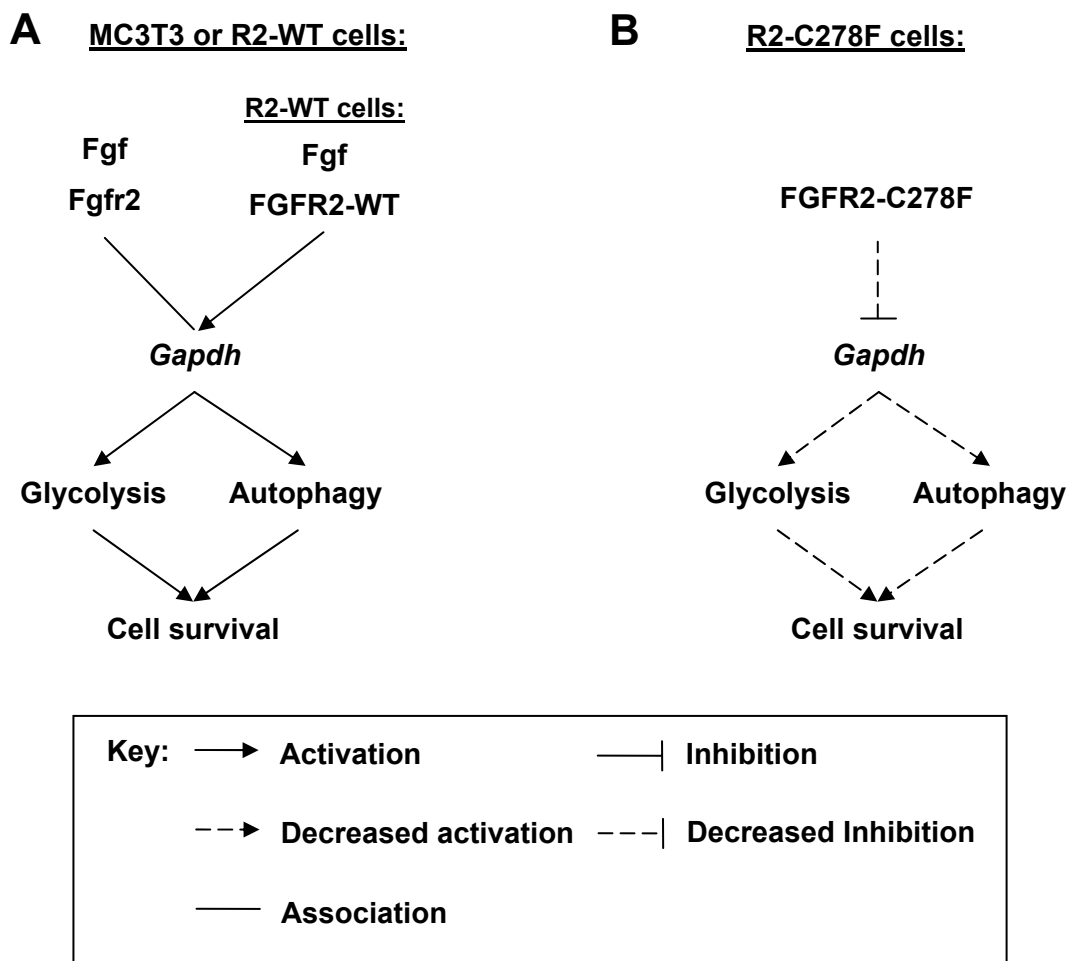 A MC3T3 or R2-WT cells:
R2-WT cells:
Fgf Fgf
Fgfr2 FGFR2-WT
Gapdh
Glycolysis Autophagy
Cell survival
B R2-C278F cells:
FGFR2-C278F
Gapdh
Glycolysis Autophagy
Cell survival
Key: Activation Inhibition
Decreased activation Decreased Inhibition
Association